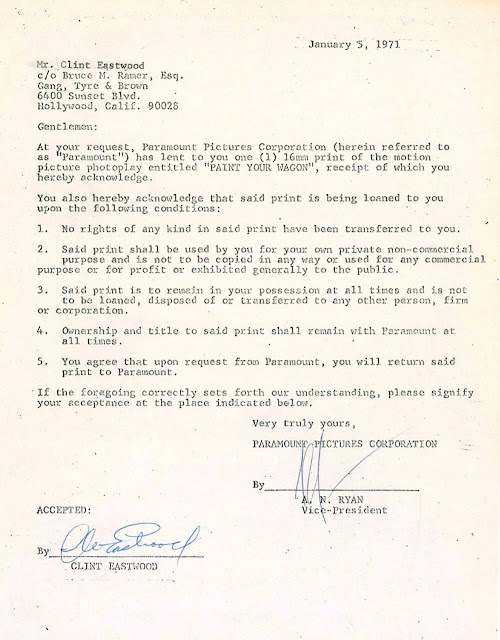 January 5, 1971
Mr. Clint Eastwood
c/o Bruce M. Ramer, Esq.
Gang, Tyre & Brown
6400 Sunset Blvd.
Hollywood, Calif. 90028
Gentlemen:
At your request, Paramount Pictures Corporation (herein referred to
as "Paramount") has lent to you one (1) 16mm print of the motion
picture photoplay entitled "PAINT YOUR WAGON", receipt of which you
hereby acknowledge.
You also hereby acknowledge that said print is being loaned to you
upon the following conditions:
1. No rights of any kind in said print have been transferred to you.
2. Said print shall be used by you for your own private non-commercial
purpose and is not to be copied in any way or used for any commercial
purpose or for profit or exhibited generally to the public.
3. Said print is to remain in your possession at all times and is not
to be loaned, disposed of or transferred to any other person, firm
or corporation.
4. Ownership and title to said print shall remain with Paramount at
all times.
5. You agree that upon request from Paramount, you will return said
print to Paramount.
If the foregoing correctly sets forth our understanding, please signify
your acceptance at the place indicated below.
Very truly yours,
PARAMOUNT PICTURES CORPORATION
By
A. N. RYAN
Vice-President
ACCEPTED:
By Clint Eastwood
CLINT EASTWOOD